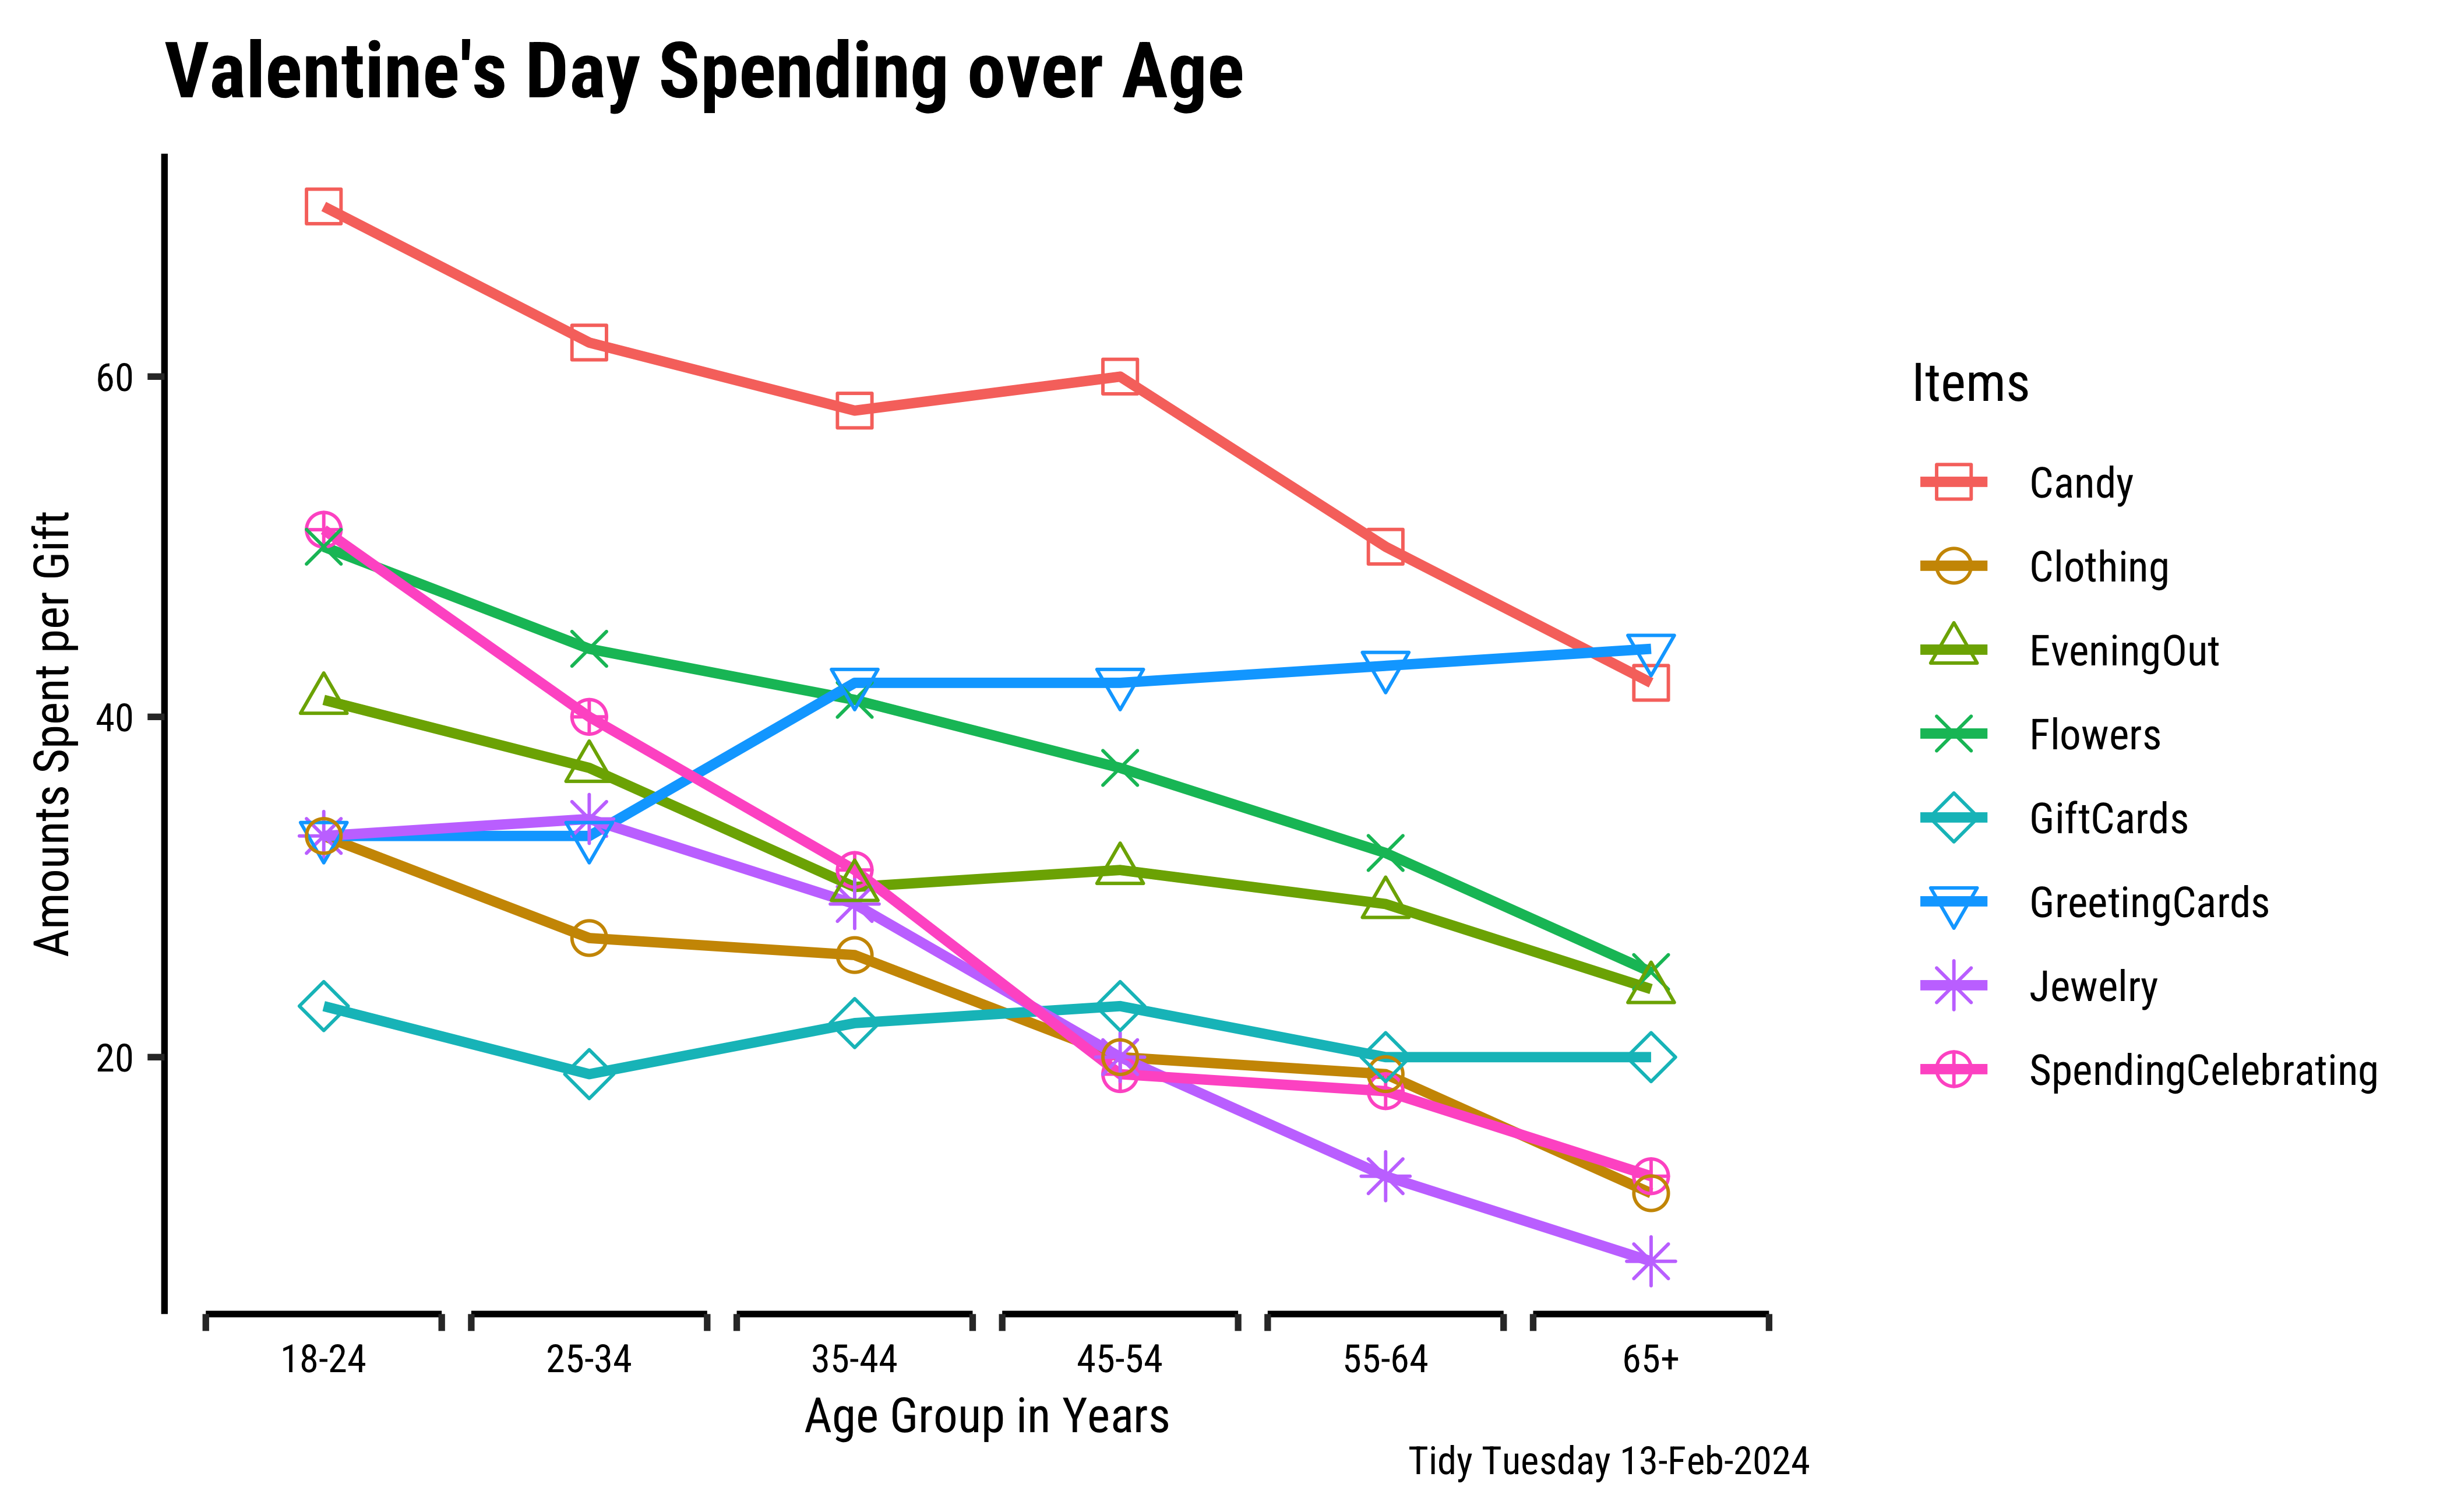 Valentine's Day Spending over Age
Amounts Spent per Gift
60
40
20
18-24
25-34
35-44
45-54
55-64
65+
Age Group in Years
Items
Candy
Clothing
EveningOut
Flowers
GiftCards
GreetingCards
Jewelry
SpendingCelebrating
Tidy Tuesday 13-Feb-2024